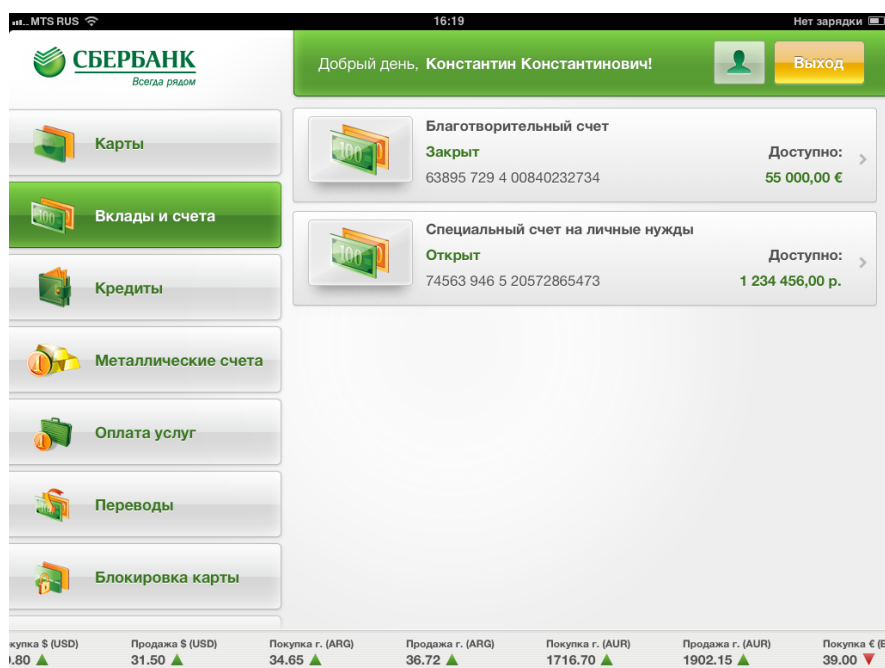 MTS RUS
16:19
Нет зарядки
СБЕРБАНК
Всегда рядом
Добрый день, Константин Константинович!
Выход
Карты
Вклады и счета
Кредиты
Металлические счета
Оплата услуг
Переводы
Блокировка карты
Благотворительный счет
Закрыт
Доступно:
63895 729 4 00840232734
55 000,00 €
Специальный счет на личные нужды
Открыт
Доступно:
74563 946 5 20572865473
1 234 456,00 р.
$ (USD)
Продажа $ (USD)
Покупка г. (ARG)
Продажа г. (ARG)
Покупка г. (AUR)
Продажа г. (AUR)
Покупка €
.80
31.50
34.65
36.72
1716.70
1902.15
39.00